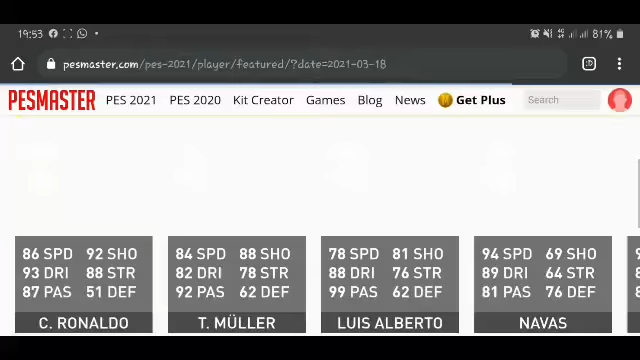 19:53 81%
pesmaster.com/pes-2021/player/featured/?date=2021-03-18
PESMASTER PES 2021 PES 2020 Kit Creator Games Blog News Get Plus Search
86 SPD 92 SHO
93 DRI 88 STR
87 PAS 51 DEF
C. RONALDO
84 SPD 88 SHO
82 DRI 78 STR
92 PAS 62 DEF
T. MÜLLER
78 SPD 81 SHO
88 DRI 76 STR
99 PAS 62 DEF
LUIS ALBERTO
94 SPD 69 SHO
89 DRI 64 STR
81 PAS 76 DEF
NAVAS